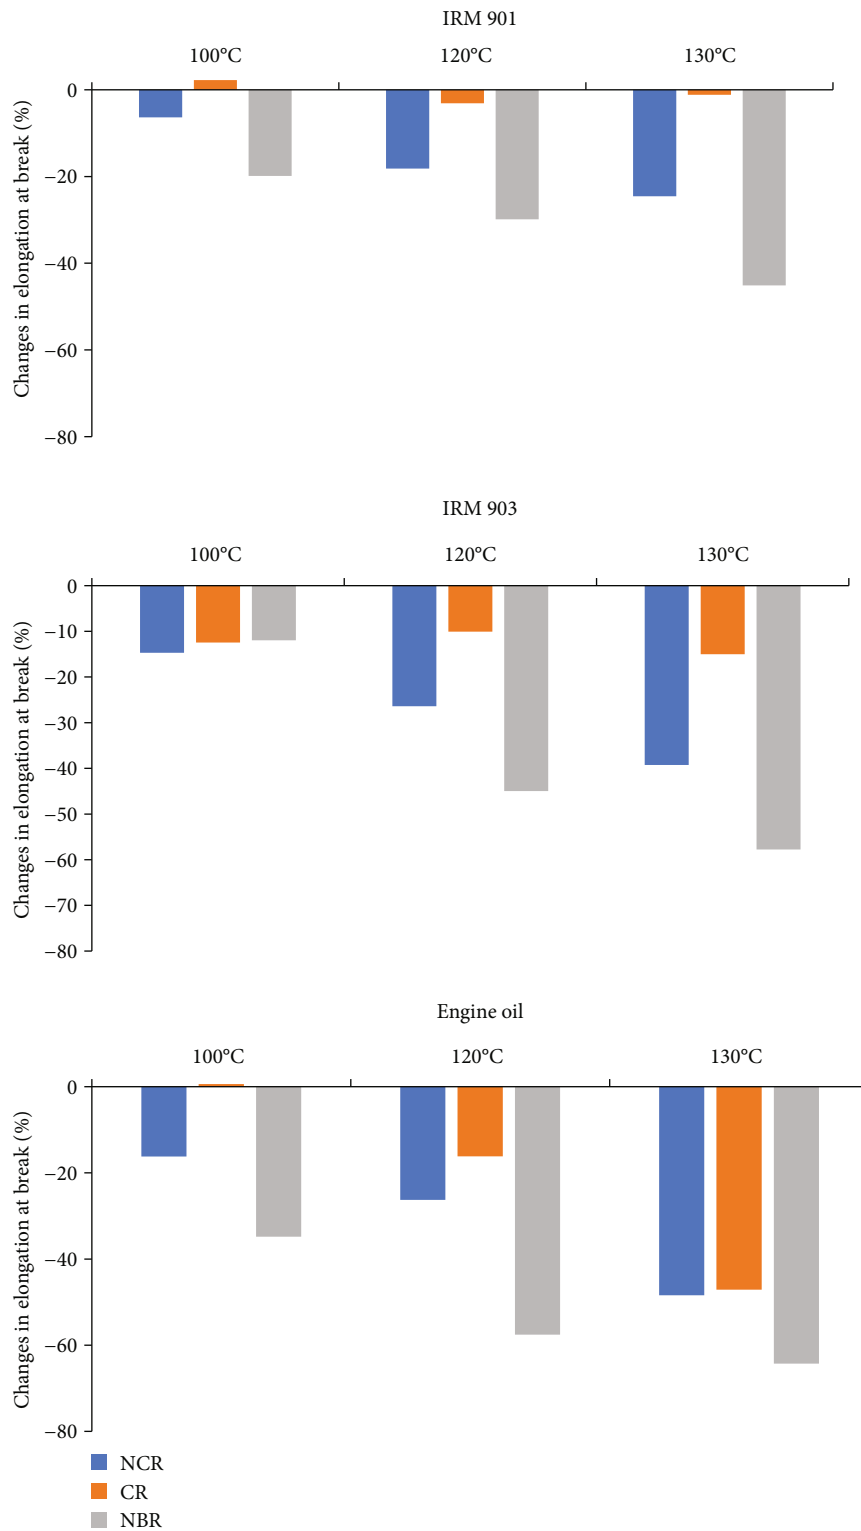 IRM 901
100°C 120°C 130°C
0
−20
−40
−60
−80
Changes in elongation at break (%)
IRM 903
100°C 120°C 130°C
0
−10
−20
−30
−40
−50
−60
−70
−80
Changes in elongation at break (%)
Engine oil
100°C 120°C 130°C
0
−20
−40
−60
−80
Changes in elongation at break (%)
NCR
CR
NBR